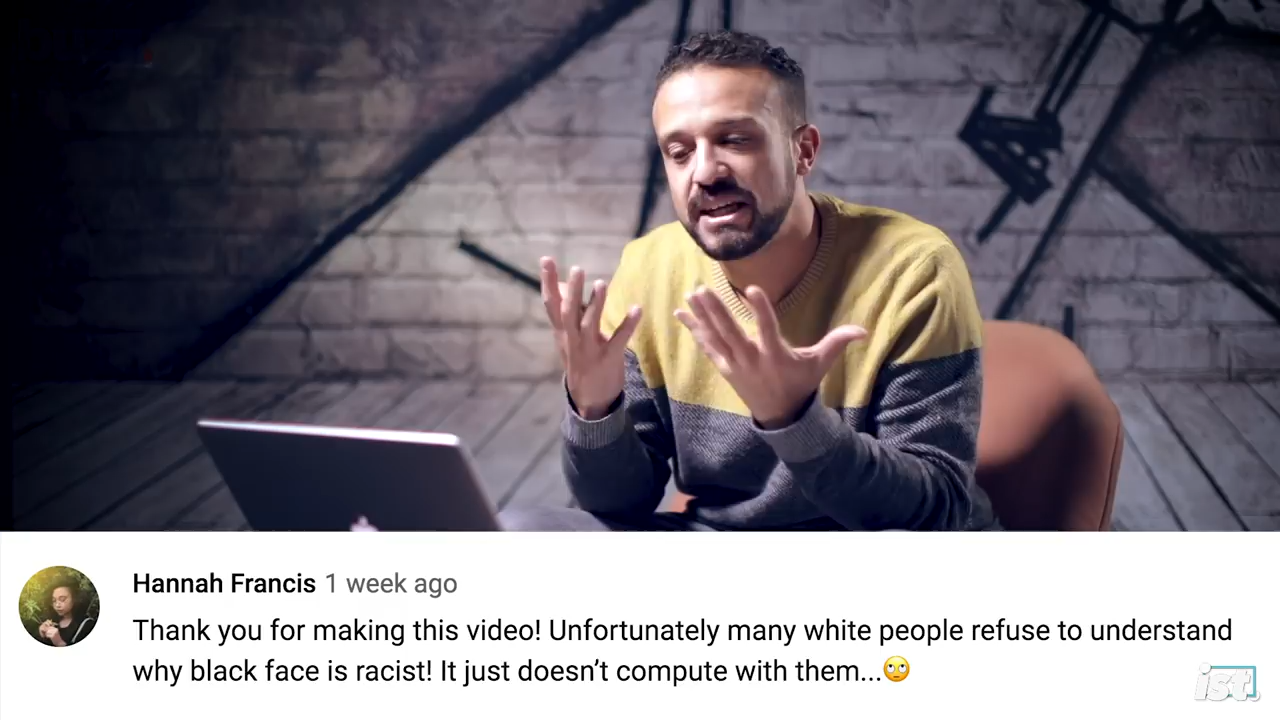 Hannah Francis 1 week ago
Thank you for making this video! Unfortunately many white people refuse to understand
why black face is racist! It just doesn’t compute with them...🙄
ist.